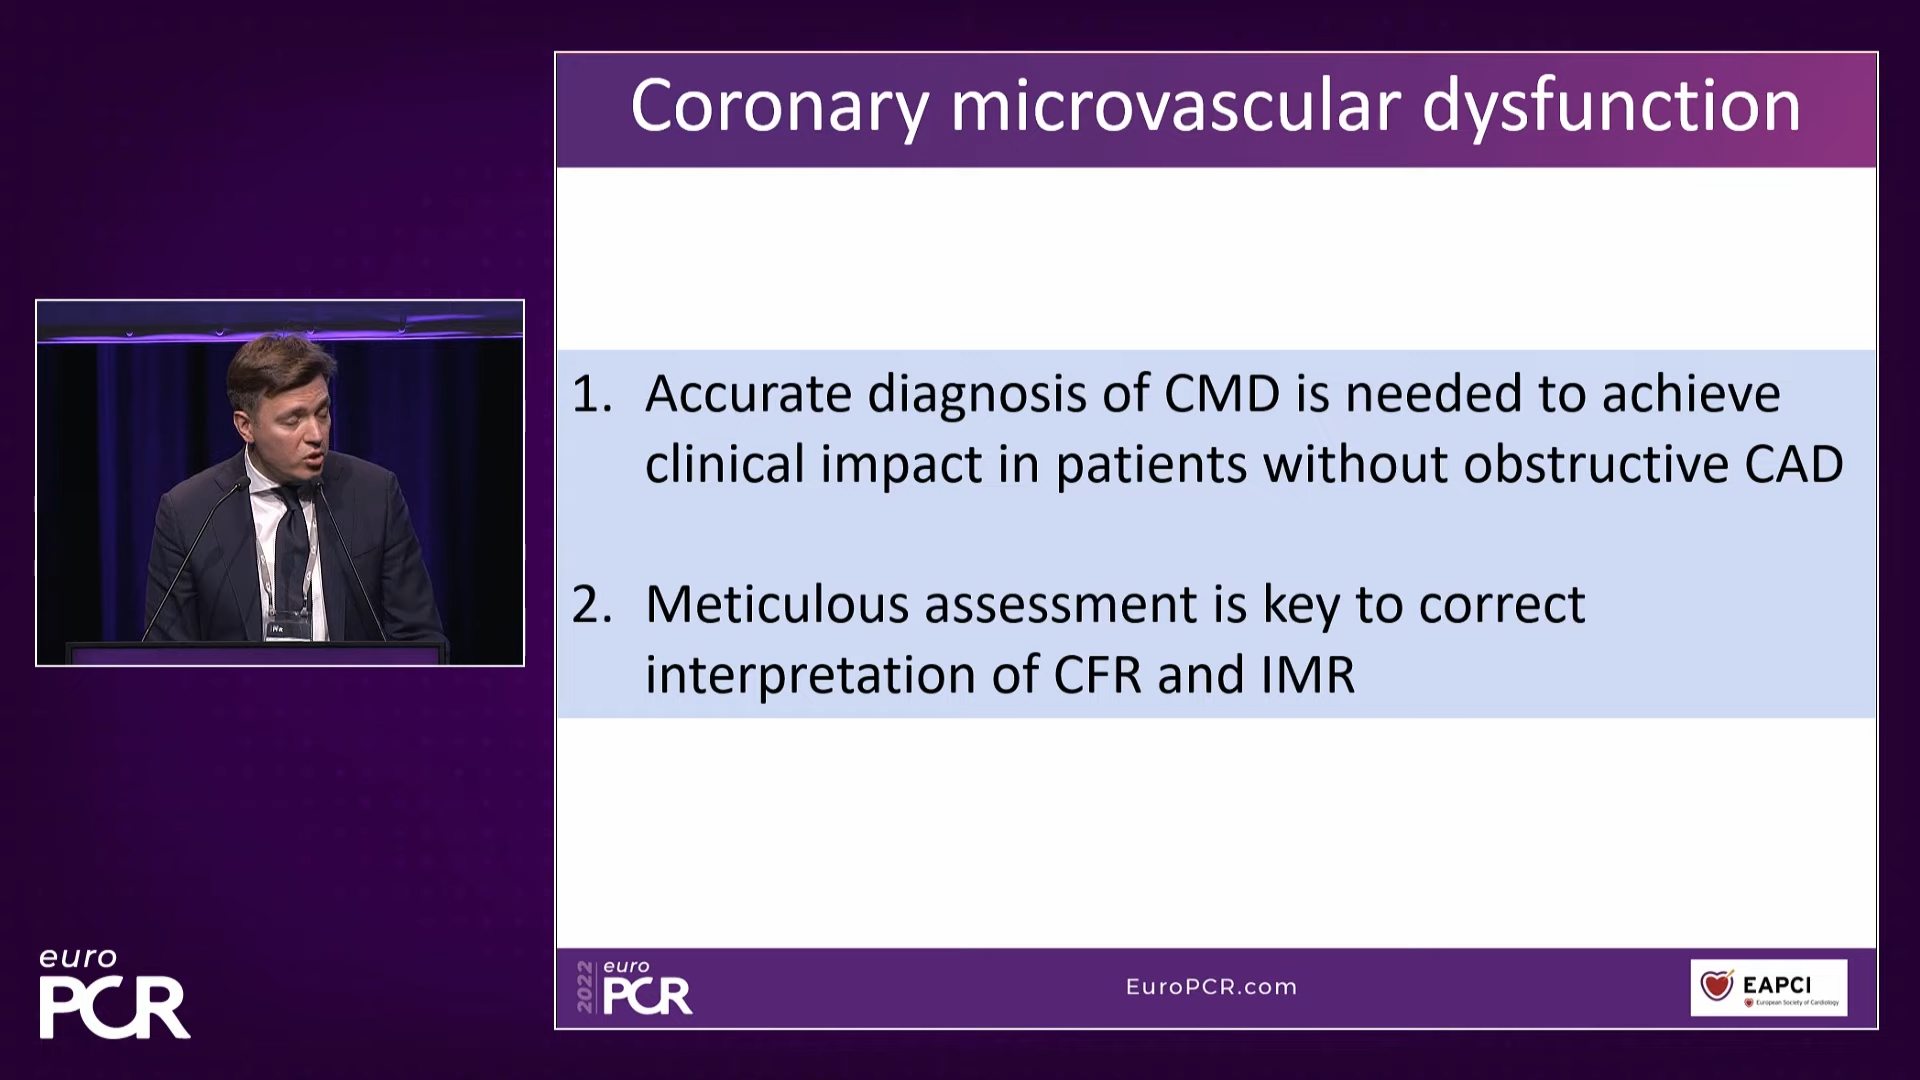 Coronary microvascular dysfunction
1. Accurate diagnosis of CMD is needed to achieve
clinical impact in patients without obstructive CAD
2. Meticulous assessment is key to correct
interpretation of CFR and IMR
euro
PCR
2022
euro
PCR
EuroPCR.com
EAPCI
European Society of Cardiology